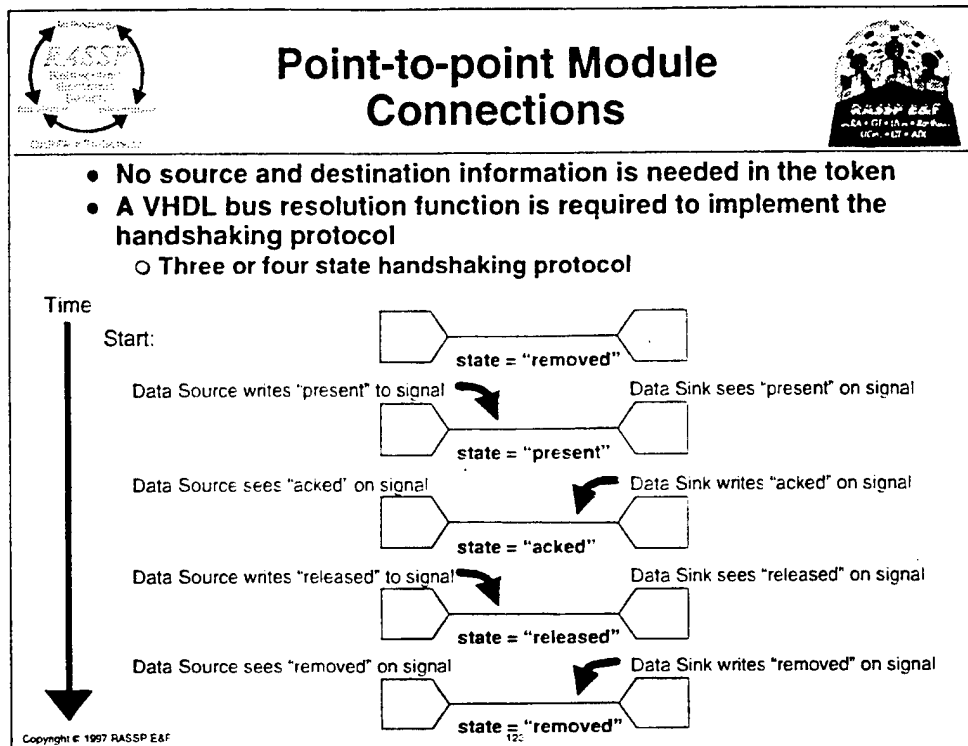 RASSP
Point-to-point Module
Connections
RASSP E&F
• No source and destination information is needed in the token
• A VHDL bus resolution function is required to implement the
handshaking protocol
○ Three or four state handshaking protocol
Time
Start:
state = "removed"
Data Source writes "present" to signal
Data Sink sees "present" on signal
state = "present"
Data Source sees "acked' on signal
Data Sink writes "acked" on signal
state = "acked"
Data Source writes "released" to signal
Data Sink sees "released" on signal
state = "released"
Data Source sees "removed" on signal
Data Sink writes "removed" on signal
state = "removed"
Copyright © 1997 RASSP E&F
123